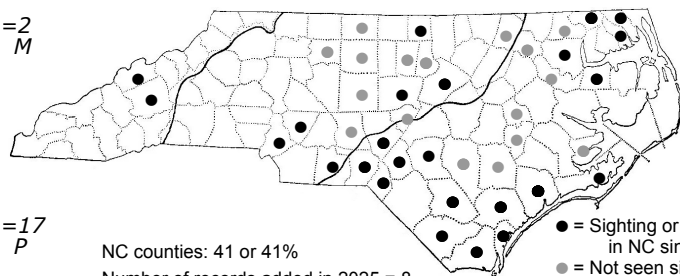 =2
M
=17
P
NC counties: 41 or 41%
● = Sighting or
in NC sin
● = Not seen si